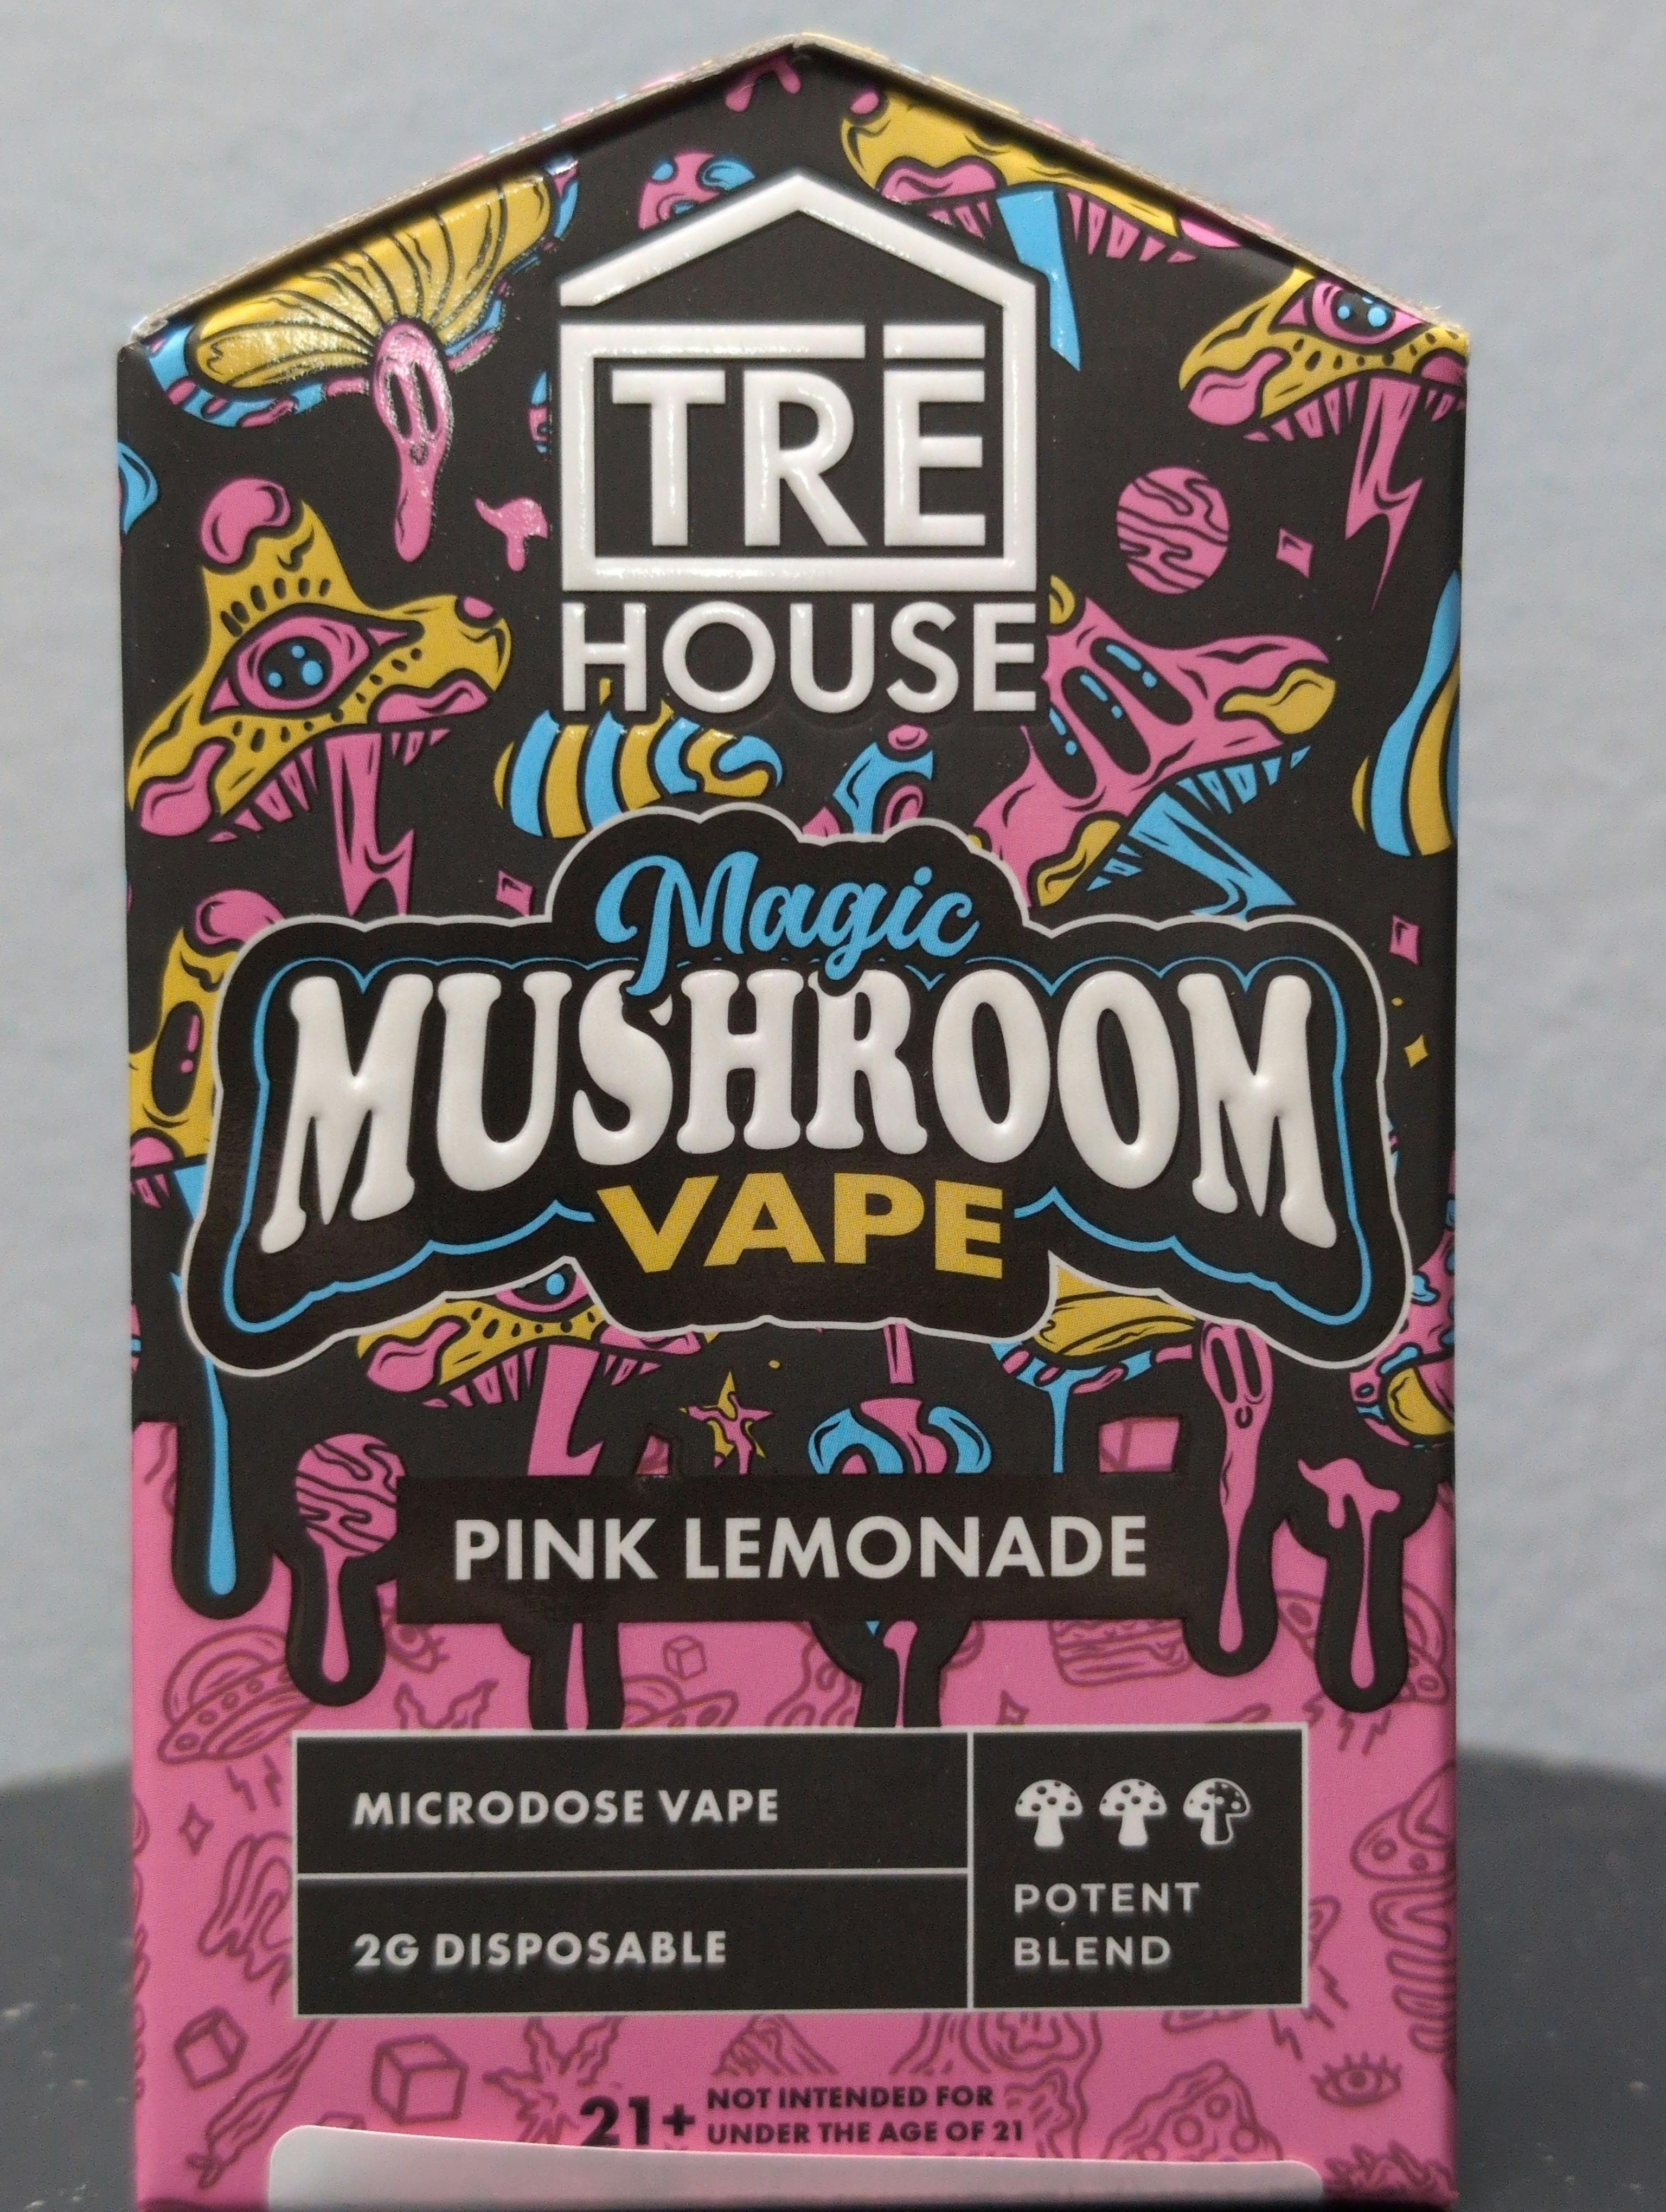 TRĒ
HOUSE
Magic
MUSHROOM
VAPE
PINK LEMONADE
MICRODOSE VAPE
2G DISPOSABLE
POTENT
BLEND
21+ NOT INTENDED FOR
UNDER THE AGE OF 21